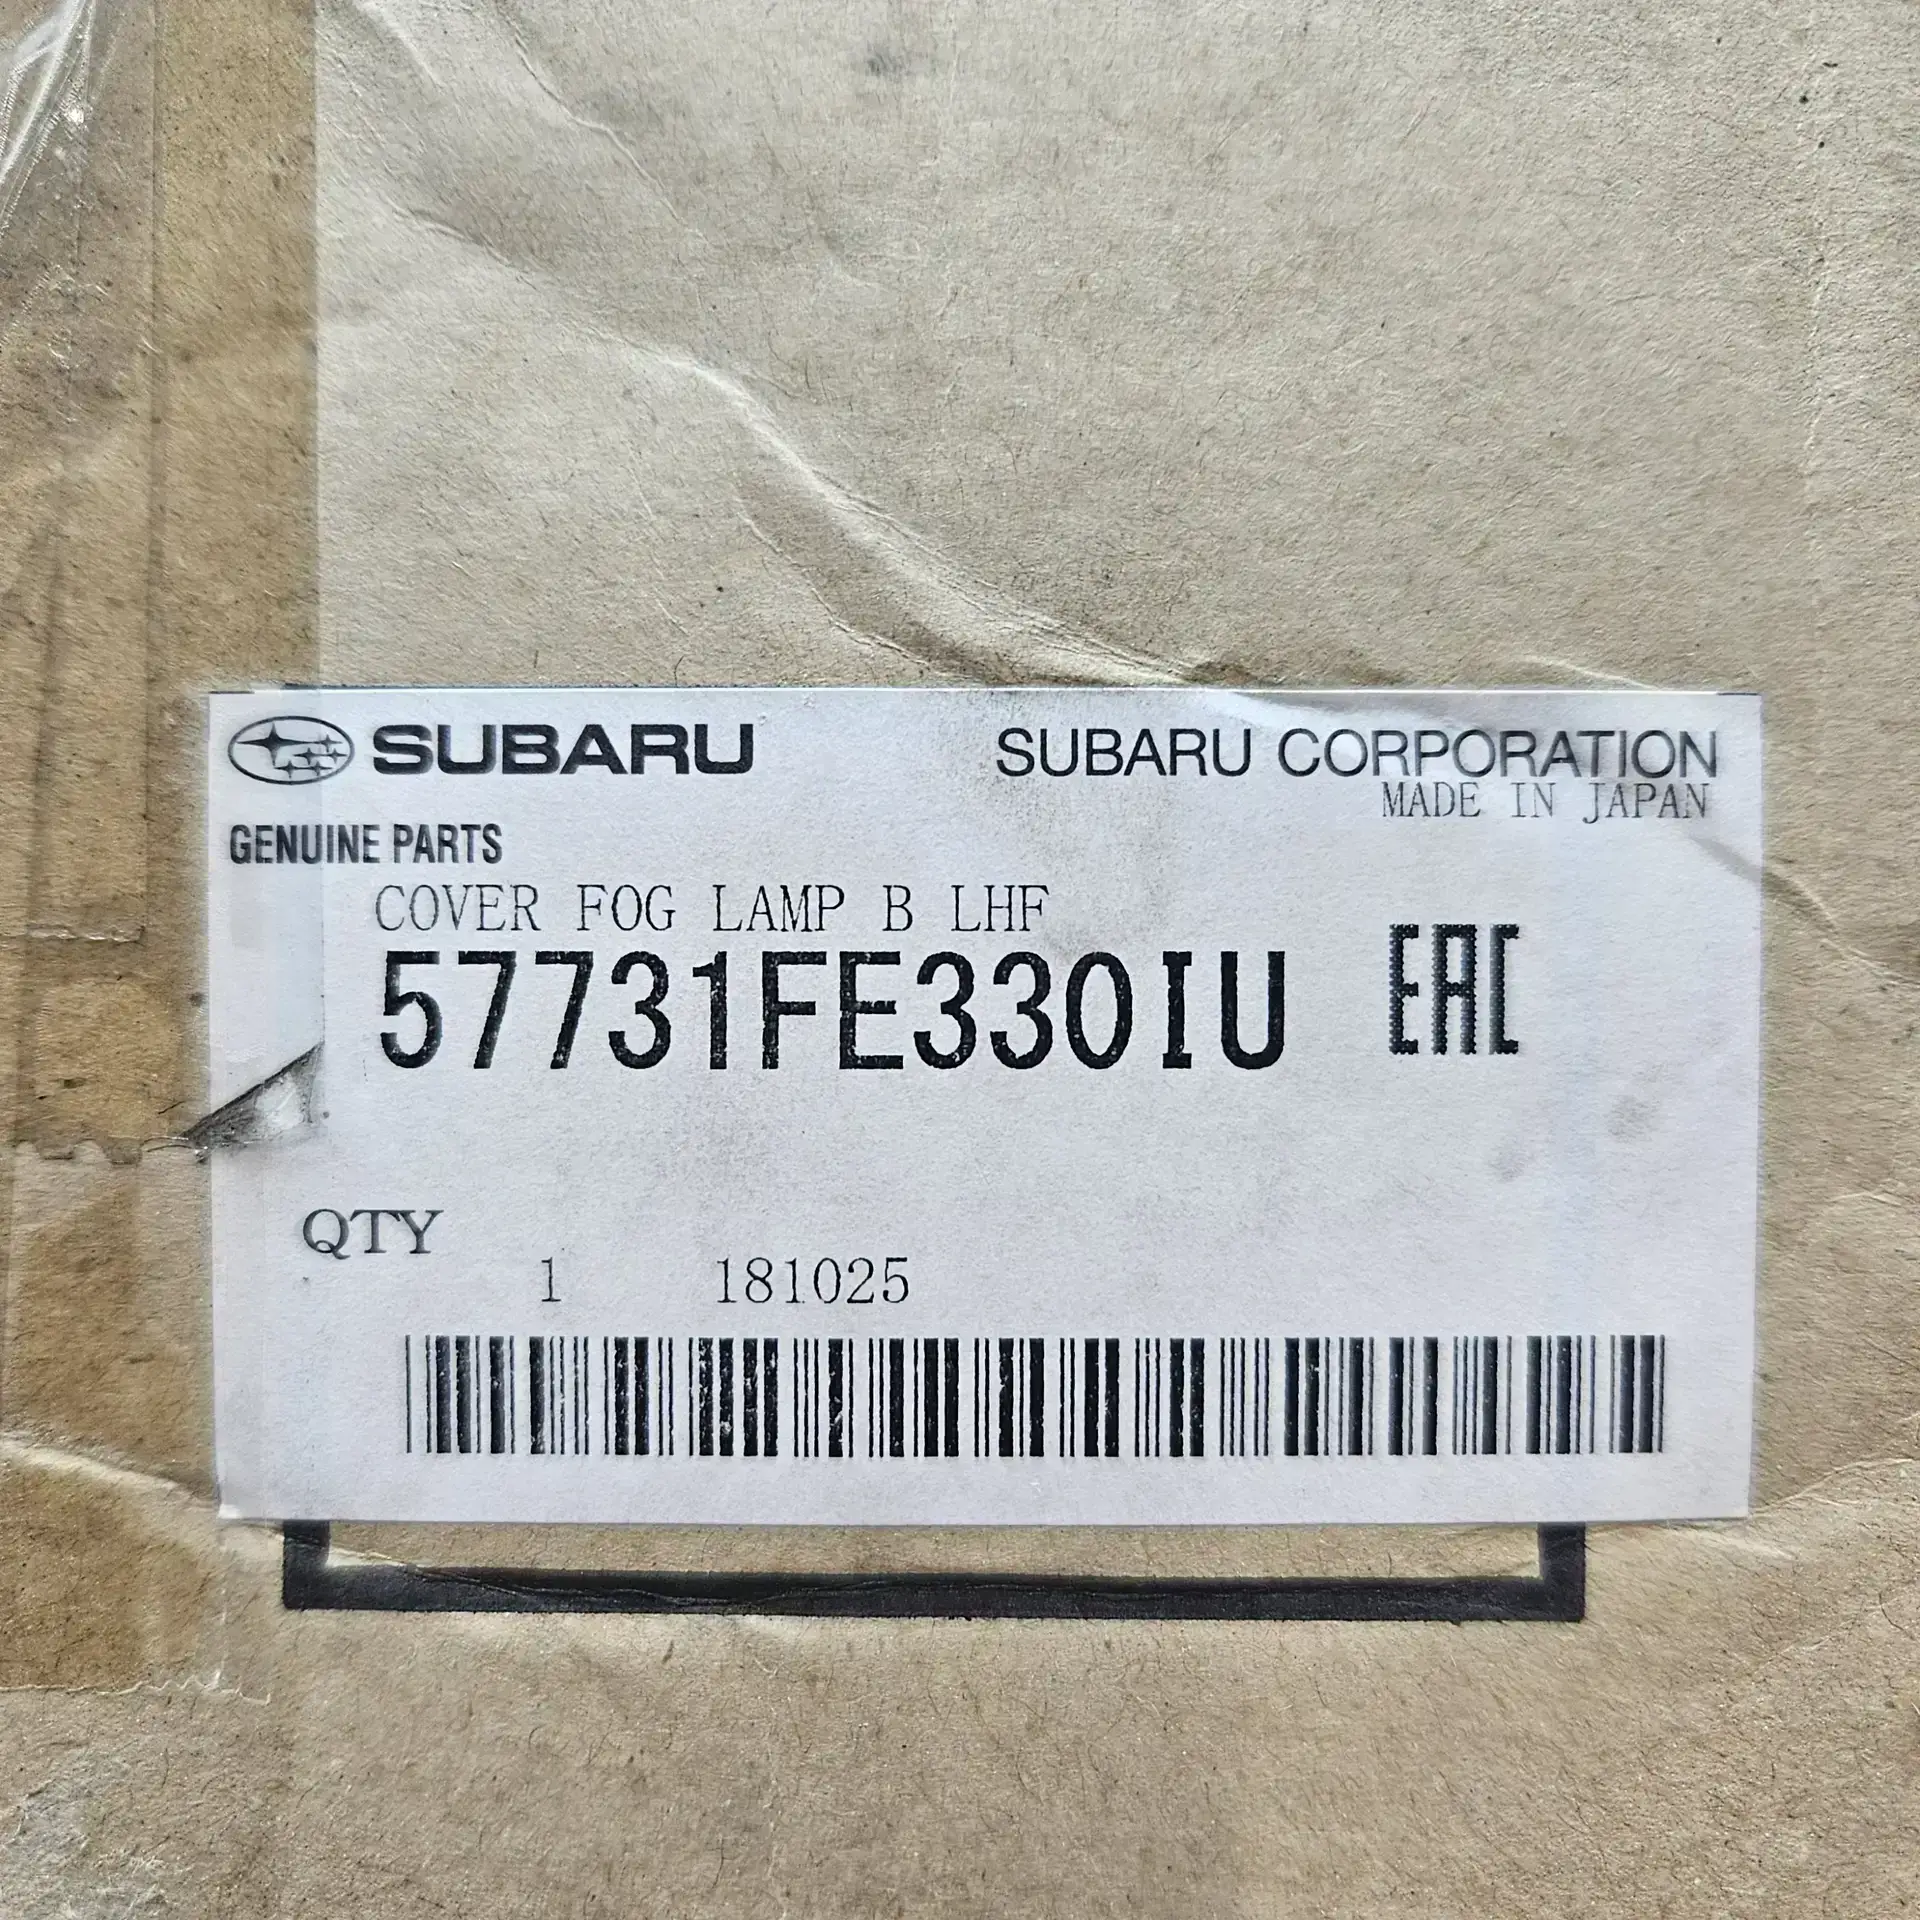 SUBARU SUBARU CORPORATION
MADE IN JAPAN
GENUINE PARTS
COVER FOG LAMP B LHF
57731FE330IU EAC
QTY
1 181025